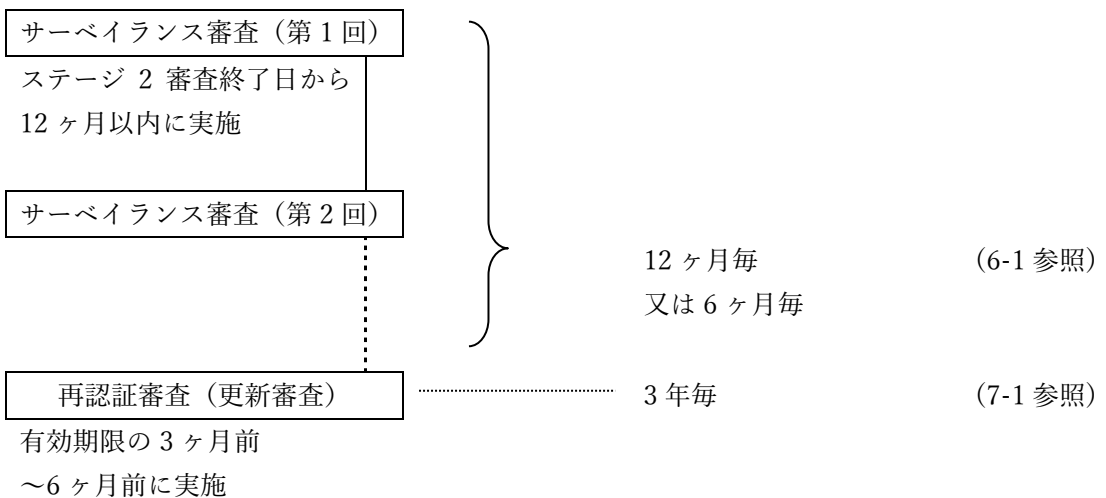 サーベイランス審査（第 1 回）
ステージ 2 審査終了日から
12 ヶ月以内に実施
サーベイランス審査（第 2 回）
12 ヶ月毎 （6-1 参照）
又は 6 ヶ月毎
再認証審査（更新審査） 3 年毎 （7-1 参照）
有効期限の 3 ヶ月前
～6 ヶ月前に実施